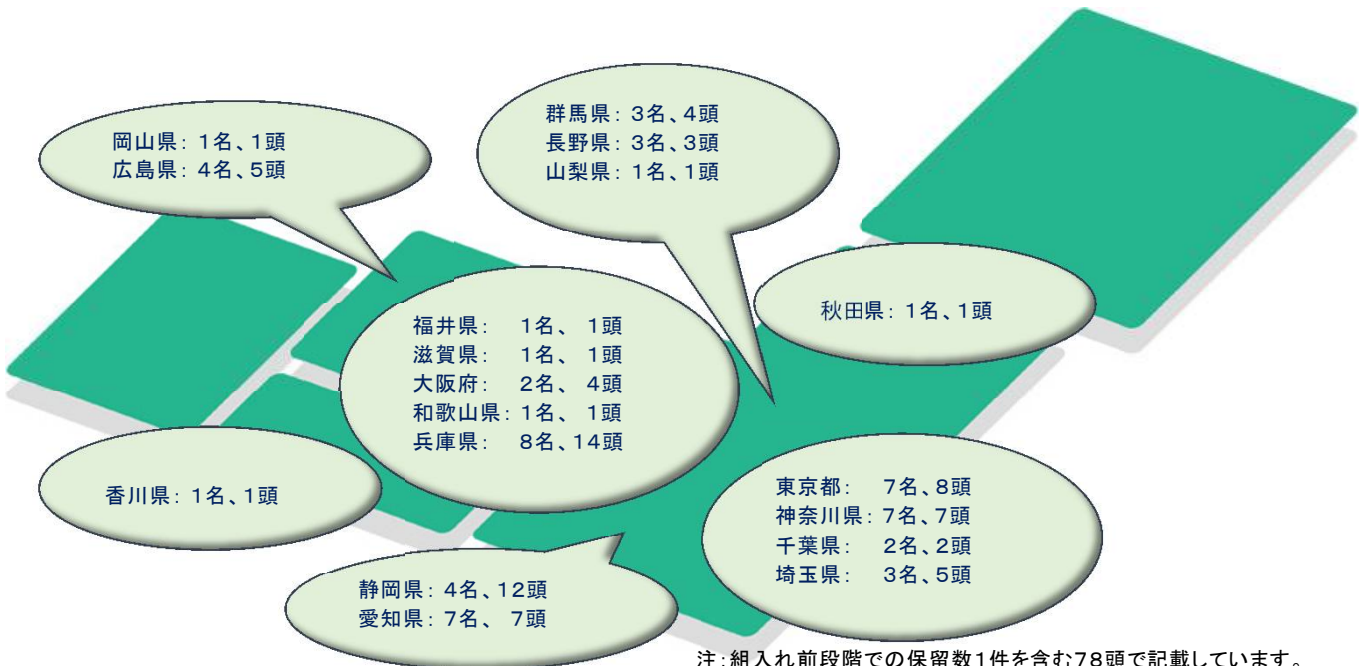 岡山県：1名、1頭
広島県：4名、5頭
群馬県：3名、4頭
長野県：3名、3頭
山梨県：1名、1頭
秋田県：1名、1頭
福井県：　1名、　1頭
滋賀県：　1名、　1頭
大阪府：　2名、　4頭
和歌山県：1名、　1頭
兵庫県：　8名、14頭
香川県：1名、1頭
東京都：　7名、8頭
神奈川県：7名、7頭
千葉県：　2名、2頭
埼玉県：　3名、5頭
静岡県：4名、12頭
愛知県：7名、　7頭
注：組入れ前段階での保留数1件を含む78頭で記載しています。